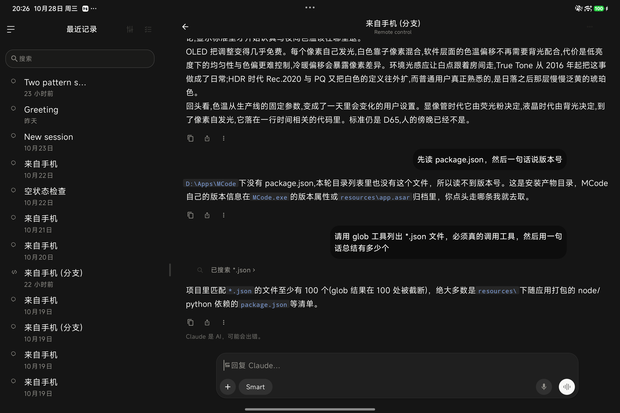 20:26 10月28日 周三
最近记录
搜索
Two pattern s...
23 小时前
Greeting
昨天
New session
10月23日
来自手机
10月22日
空状态检查
10月22日
来自手机
10月21日
来自手机
10月20日
来自手机 (分支)
22 小时前
来自手机
10月19日
来自手机 (分支)
10月19日
来自手机
10月19日
来自手机
10月19日
来自手机 (分支)
Remote control
OLED 把调整变得几乎免费。每个像素自己发光,白色靠子像素混合,软件层面的色温偏移不再需要背光配合,代价是低亮
度下的均匀性与色偏更难控制,冷暖偏移会暴露像素差异。环境光感应让白点跟着房间走,True Tone 从 2016 年起把这事
做成了日常;HDR 时代 Rec.2020 与 PQ 又把白色的定义往外扩,而普通用户真正熟悉的,是日落之后那层慢慢泛黄的琥珀
色。
回头看,色温从生产线的固定参数,变成了一天里会变化的用户设置。显像管时代它由荧光粉决定,液晶时代由背光决定,到
了像素自发光,它落在一行时间相关的代码里。标准仍是 D65,人的傍晚已经不是。
先读 package.json，然后一句话说版本号
D:\Apps\MCode 下没有 package.json,本轮目录列表里也没有这个文件，所以读不到版本号。这是安装产物目录，MCode
自己的版本信息在 MCode.exe 的版本属性或 resources\app.asar 归档里，你点头走哪条我就去取。
请用 glob 工具列出 *.json 文件，必须真的调用工具，然后用一句
话总结有多少个
已搜索 *.json ›
项目里匹配 *.json 的文件至少有 100 个(glob 结果在 100 处被截断)，绝大多数是 resources\ 下随应用打包的 node/
python 依赖的 package.json 等清单。
Claude 是 AI，可能会出错。
回复 Claude...
Smart